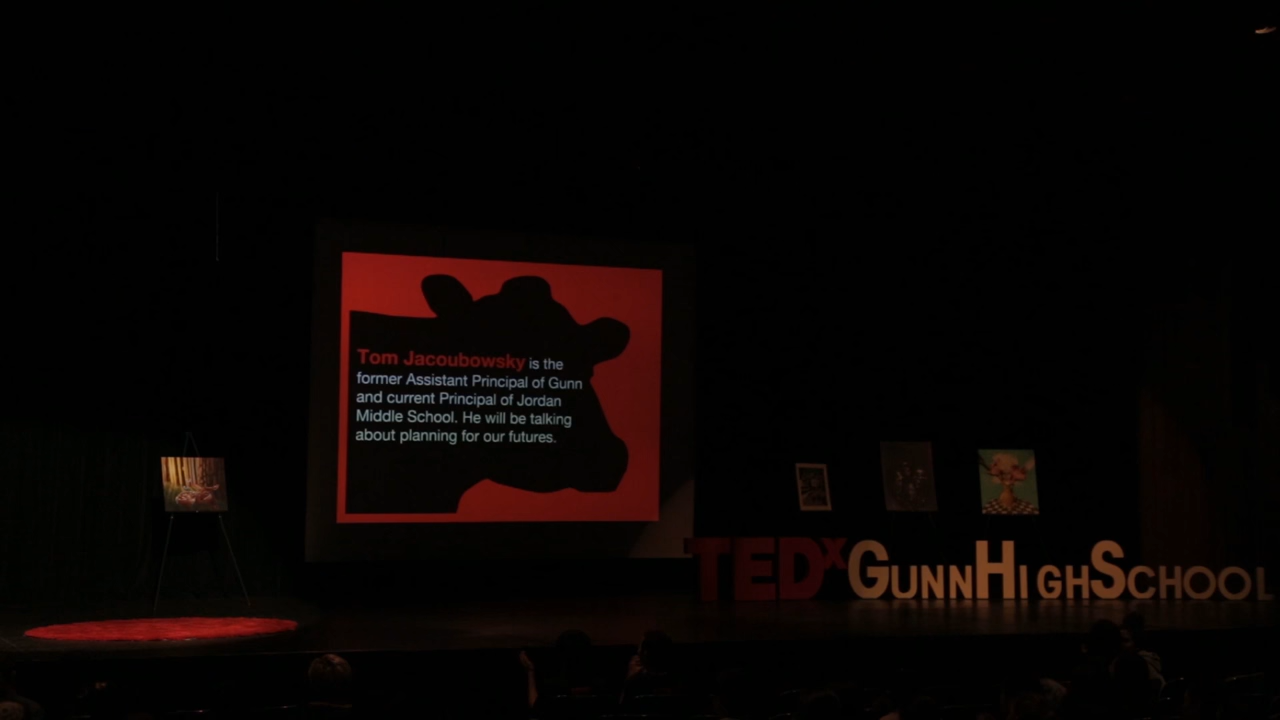 Tom Jacoubowsky is the
former Assistant Principal of Gunn
and current Principal of Jordan
Middle School. He will be talking
about planning for our futures.
TEDxGUNNHIGHSCHOOL